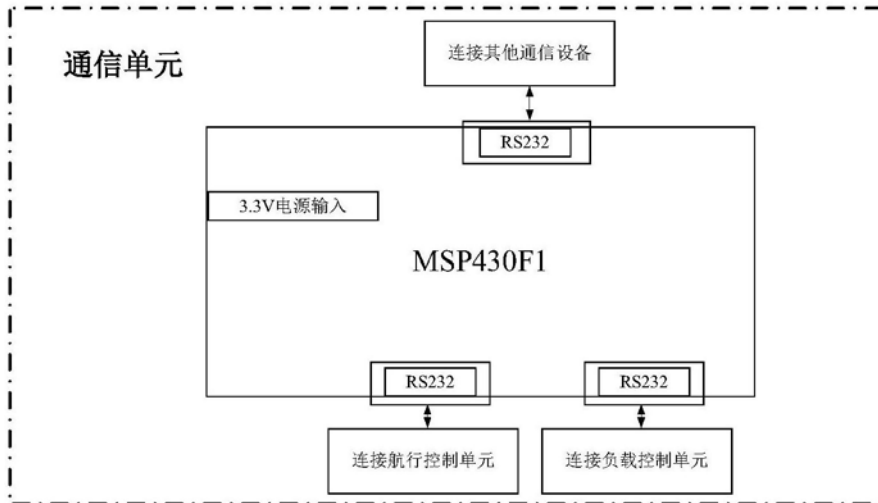 通信单元
连接其他通信设备
RS232
3.3V电源输入
MSP430F1
RS232
RS232
连接航行控制单元
连接负载控制单元